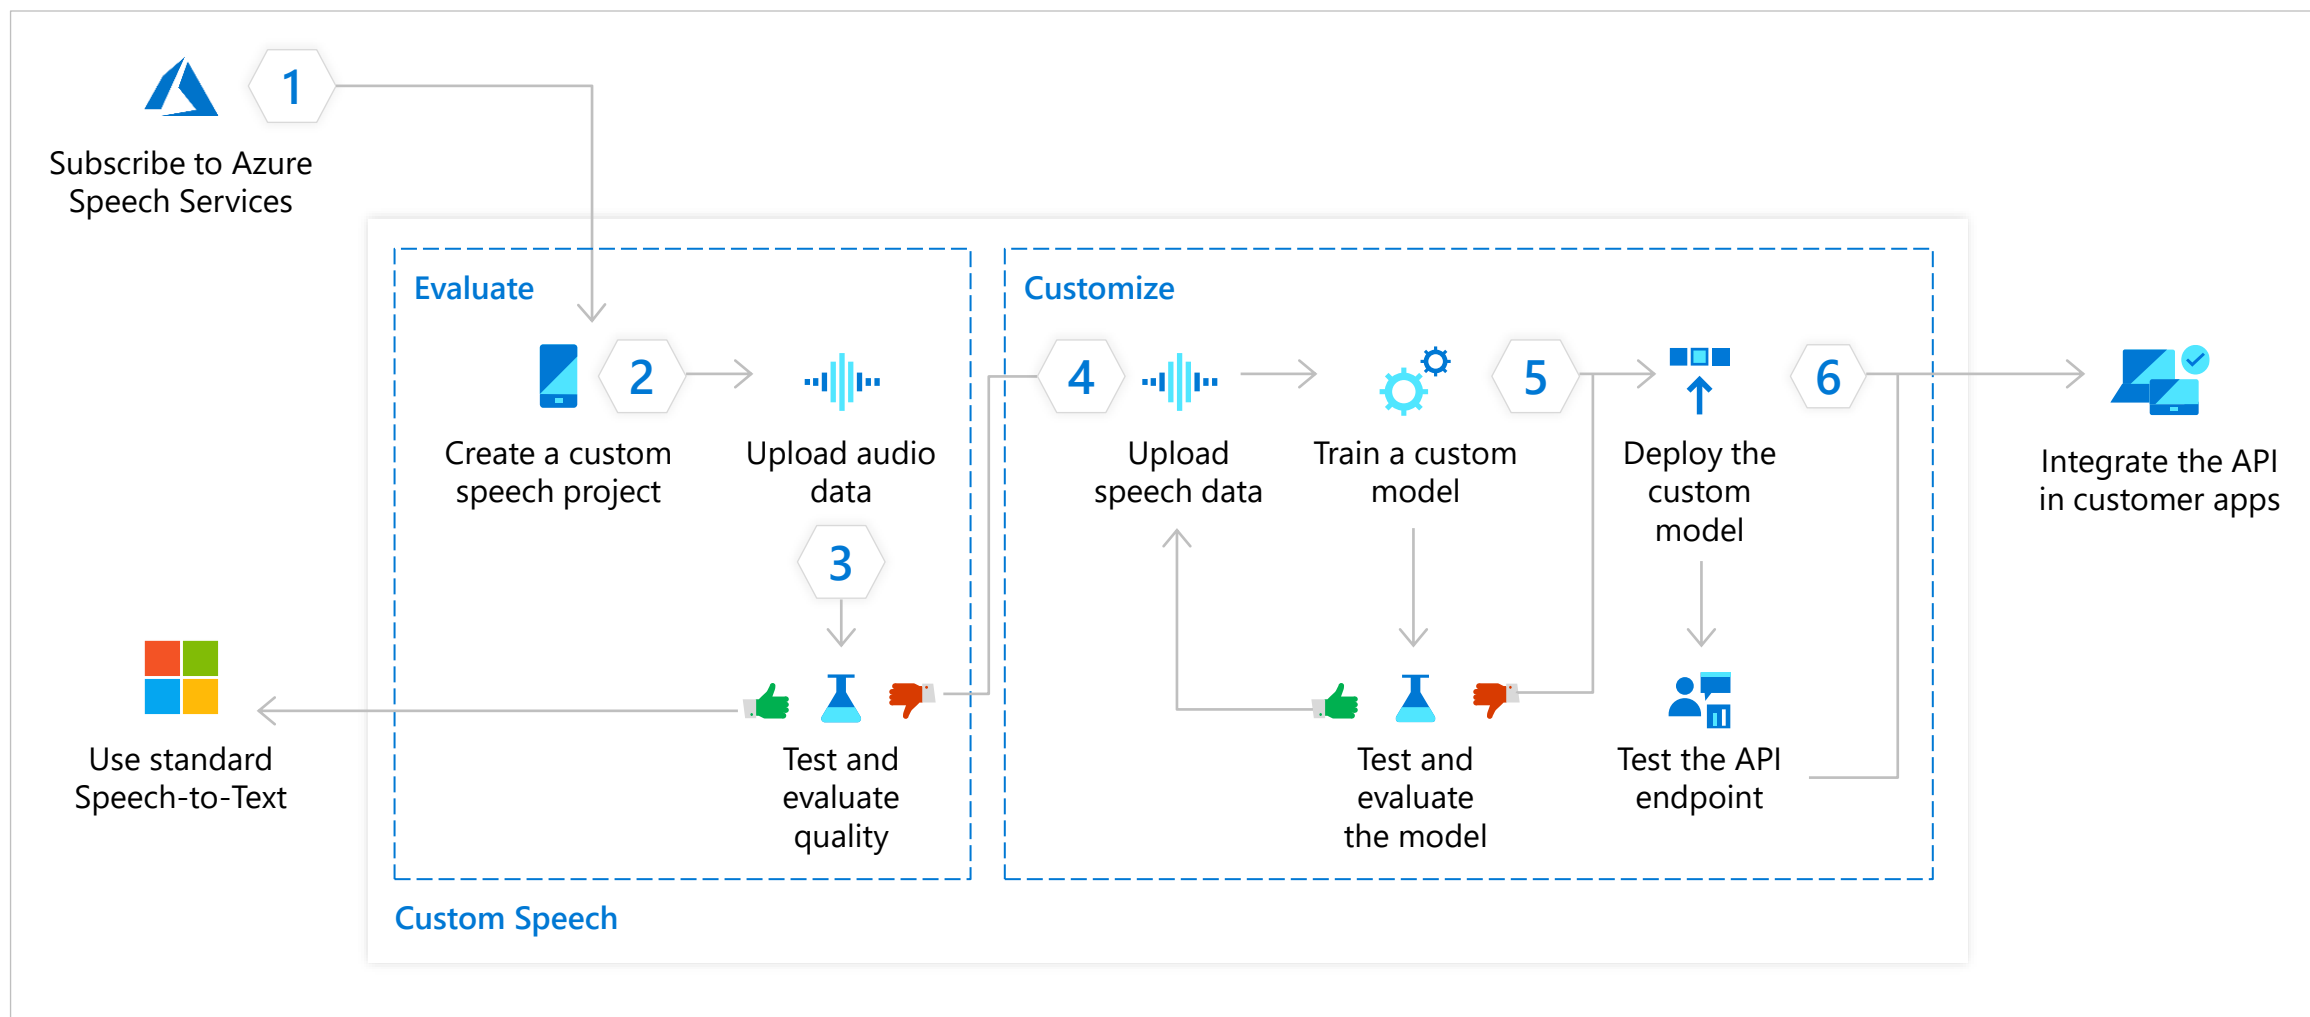 1
Subscribe to Azure
Speech Services
Evaluate
Customize
2
4
5
6
Create a custom
speech project
Upload audio
data
Upload
speech data
Train a custom
model
Deploy the
custom
model
Integrate the API
in customer apps
3
Use standard
Speech-to-Text
Test and
evaluate
quality
Test and
evaluate
the model
Test the API
endpoint
Custom Speech